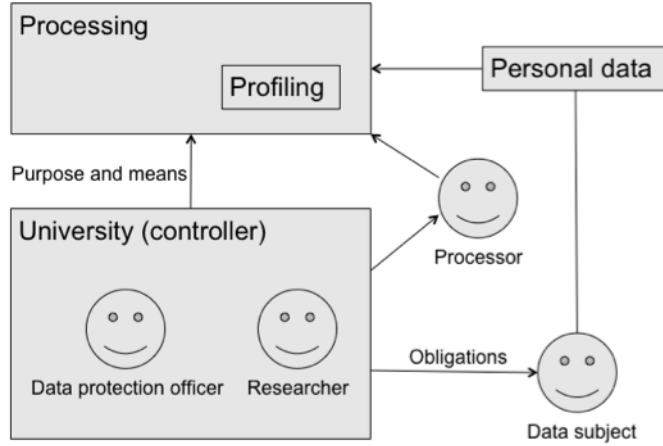 Processing
Profiling
Personal data
Purpose and means
University (controller)
Processor
Data protection officer
Researcher
Obligations
Data subject